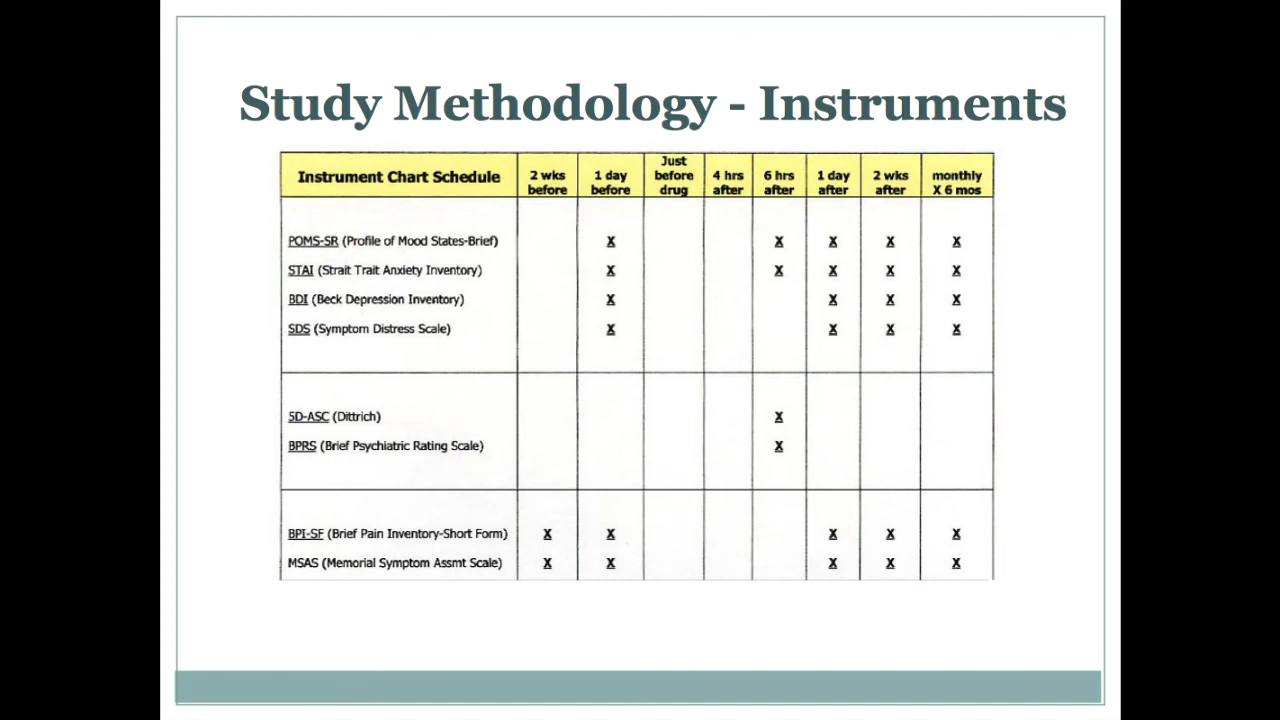 Study Methodology - Instruments
Instrument Chart Schedule 2 wks before 1 day before Just before drug 4 hrs after 6 hrs after 1 day after 2 wks after monthly X 6 mos
POMS-SR (Profile of Mood States-Brief) X X X X X
STAI (Strait Trait Anxiety Inventory) X X X X X
BDI (Beck Depression Inventory) X X X X
SDS (Symptom Distress Scale) X X X X
5D-ASC (Dittrich) X
BPRS (Brief Psychiatric Rating Scale) X
BPI-SF (Brief Pain Inventory-Short Form) X X X X X
MSAS (Memorial Symptom Assmt Scale) X X X X X